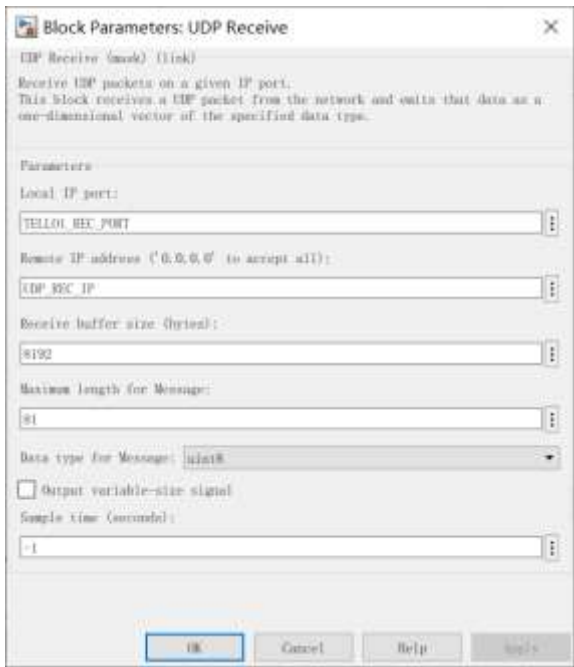 Block Parameters: UDP Receive
UDP Receive (mask) (link)
Receive UDP packets on a given IP port.
This block receives a UDP packet from the network and emits that data as a
one-dimensional vector of the specified data type.
Parameters
Local IP port:
TELLO1_REC_PORT
Remote IP address ('0.0.0.0' to accept all):
UDP_REC_IP
Receive buffer size (bytes):
8192
Maximum length for Message:
81
Data type for Message: uint8
Output variable-size signal
Sample time (seconds):
-1
OK Cancel Help Apply